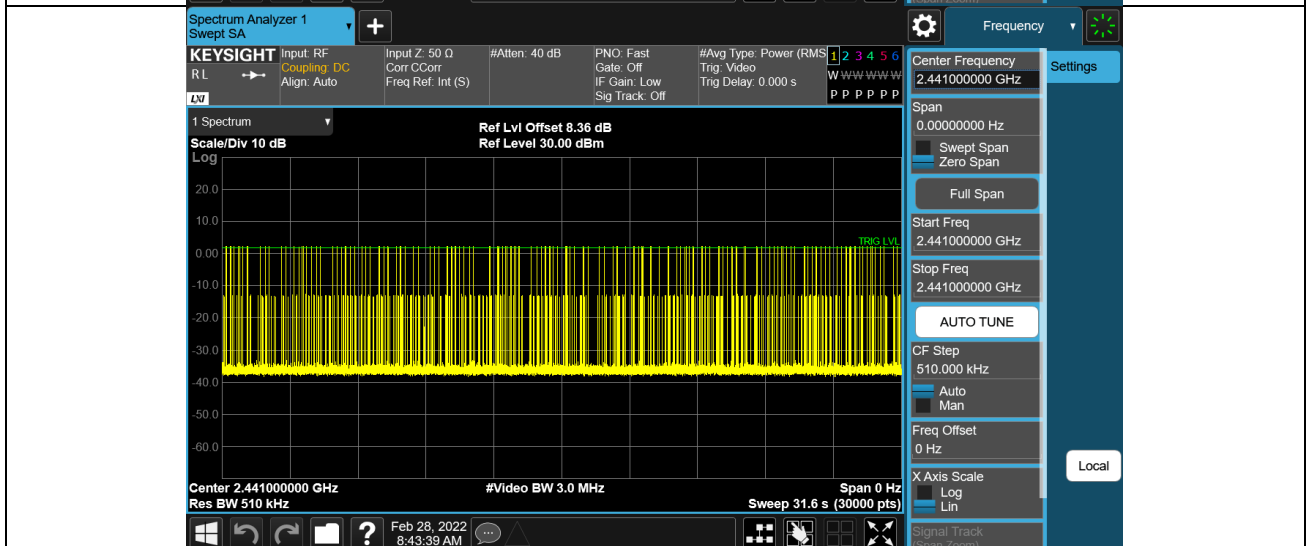 (Span Zoom)
Spectrum Analyzer 1
Swept SA
+
Frequency
KEYSIGHT
RL
LXI
Input: RF
Coupling: DC
Align: Auto
Input Z: 50 Ω
Corr CCorr
Freq Ref: Int (S)
#Atten: 40 dB
PNO: Fast
Gate: Off
IF Gain: Low
Sig Track: Off
#Avg Type: Power (RMS
Trig: Video
Trig Delay: 0.000 s
1 2 3 4 5 6
W W W W W W
P P P P P P
Center Frequency
2.441000000 GHz
Settings
Span
0.00000000 Hz
Swept Span
Zero Span
Full Span
Start Freq
2.441000000 GHz
Stop Freq
2.441000000 GHz
AUTO TUNE
CF Step
510.000 kHz
Auto
Man
Freq Offset
0 Hz
X Axis Scale
Log
Lin
Signal Track
(Span Zoom)
Local
1 Spectrum
Scale/Div 10 dB
Log
Ref Lvl Offset 8.36 dB
Ref Level 30.00 dBm
20.0
10.0
0.00
-10.0
-20.0
-30.0
-40.0
-50.0
-60.0
TRIG LVL
Center 2.441000000 GHz
Res BW 510 kHz
#Video BW 3.0 MHz
Span 0 Hz
Sweep 31.6 s (30000 pts)
?
Feb 28, 2022
8:43:39 AM